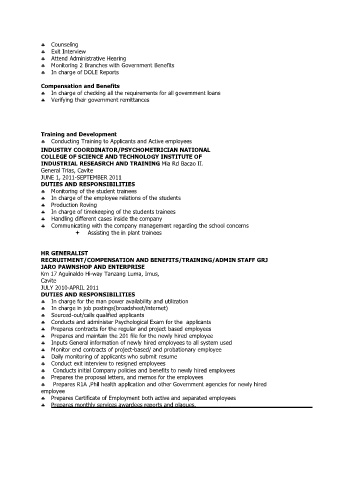 ♣ Counseling
♣ Exit Interview
♣ Attend Administrative Hearing
♣ Monitoring 2 Branches with Government Benefits
♣ In charge of DOLE Reports
Compensation and Benefits
♣ In charge of checking all the requirements for all government loans
♣ Verifying their government remittances
Training and Development
♣ Conducting Training to Applicants and Active employees
INDUSTRY COORDINATOR/PSYCHOMETRICIAN NATIONAL
COLLEGE OF SCIENCE AND TECHNOLOGY INSTITUTE OF
INDUSTRIAL RESEASRCH AND TRAINING Mia Rd Bacao II.
General Trias, Cavite
JUNE 1, 2011-SEPTEMBER 2011
DUTIES AND RESPONSIBILITIES
♣ Monitoring of the student trainees
♣ In charge of the employee relations of the students
♣ Production Roving
♣ In charge of timekeeping of the students trainees
♣ Handling different cases inside the company
♣ Communicating with the company management regarding the school concerns
+ Assisting the in plant trainees
HR GENERALIST
RECRUITMENT/COMPENSATION AND BENEFITS/TRAINING/ADMIN STAFF GRJ
JARO PAWNSHOP AND ENTERPRISE
Km 17 Aguinaldo Hi-way Tanzang Luma, Imus,
Cavite
JULY 2010-APRIL 2011
DUTIES AND RESPONSIBILITIES
♣ In charge for the man power availability and utilization
♣ In charge in job postings(broadsheet/internet)
♣ Sourced-out/calls qualified applicants
♣ Conducts and administer Psychological Exam for the applicants
♣ Prepares contracts for the regular and project based employees
♣ Prepares and maintain the 201 file for the newly hired employee
♣ Inputs General information of newly hired employees to all system used
♣ Monitor end contracts of project-based/ and probationary employee
♣ Daily monitoring of applicants who submit resume
♣ Conduct exit interview to resigned employees
♣ Conducts initial Company policies and benefits to newly hired employees
♣ Prepares the proposal letters, and memos for the employees
♣ Prepares R1A ,Phil health application and other Government agencies for newly hired
employee
♣ Prepares Certificate of Employment both active and separated employees
♣ Prepares monthly services awardees reports and plaques.